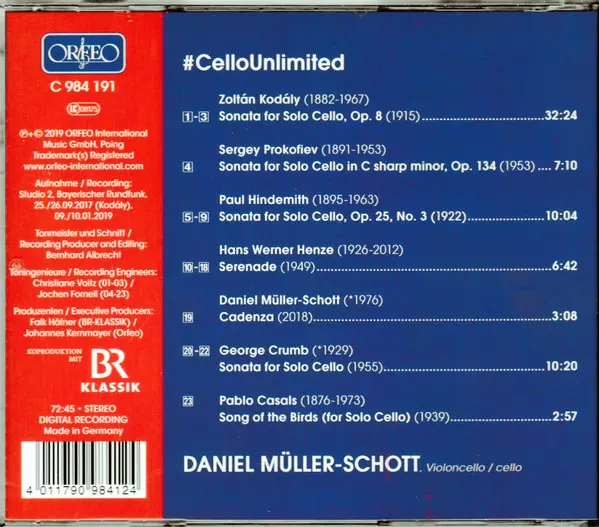 ORFEO
C 984 191
LC 08175
℗+© 2019 ORFEO International
Music GmbH, Poing
Trademark(s) Registered
www.orfeo-international.com
Aufnahme / Recording:
Studio 2, Bayerischer Rundfunk,
25./26.09.2017 (Kodály),
09./10.01.2019
Tonmeister und Schnitt /
Recording Producer and Editing:
Bernhard Albrecht
Toningenieure / Recording Engineers:
Christiane Voitz (01-03) /
Jochen Fornell (04-23)
Produzenten / Executive Producers:
Falk Häfner (BR-KLASSIK) /
Johannes Kernmayer (Orfeo)
KOPRODUKTION
MIT
BR
KLASSIK
72:45 • STEREO
DIGITAL RECORDING
Made in Germany
4 011790 984124
#CelloUnlimited
Zoltán Kodály (1882-1967)
1-3 Sonata for Solo Cello, Op. 8 (1915) 32:24
Sergey Prokofiev (1891-1953)
4 Sonata for Solo Cello in C sharp minor, Op. 134 (1953) 7:10
Paul Hindemith (1895-1963)
5-9 Sonata for Solo Cello, Op. 25, No. 3 (1922) 10:04
Hans Werner Henze (1926-2012)
10-18 Serenade (1949) 6:42
Daniel Müller-Schott (*1976)
19 Cadenza (2018) 3:08
20-22 George Crumb (*1929)
Sonata for Solo Cello (1955) 10:20
23 Pablo Casals (1876-1973)
Song of the Birds (for Solo Cello) (1939) 2:57
DANIEL MÜLLER-SCHOTT, Violoncello / cello